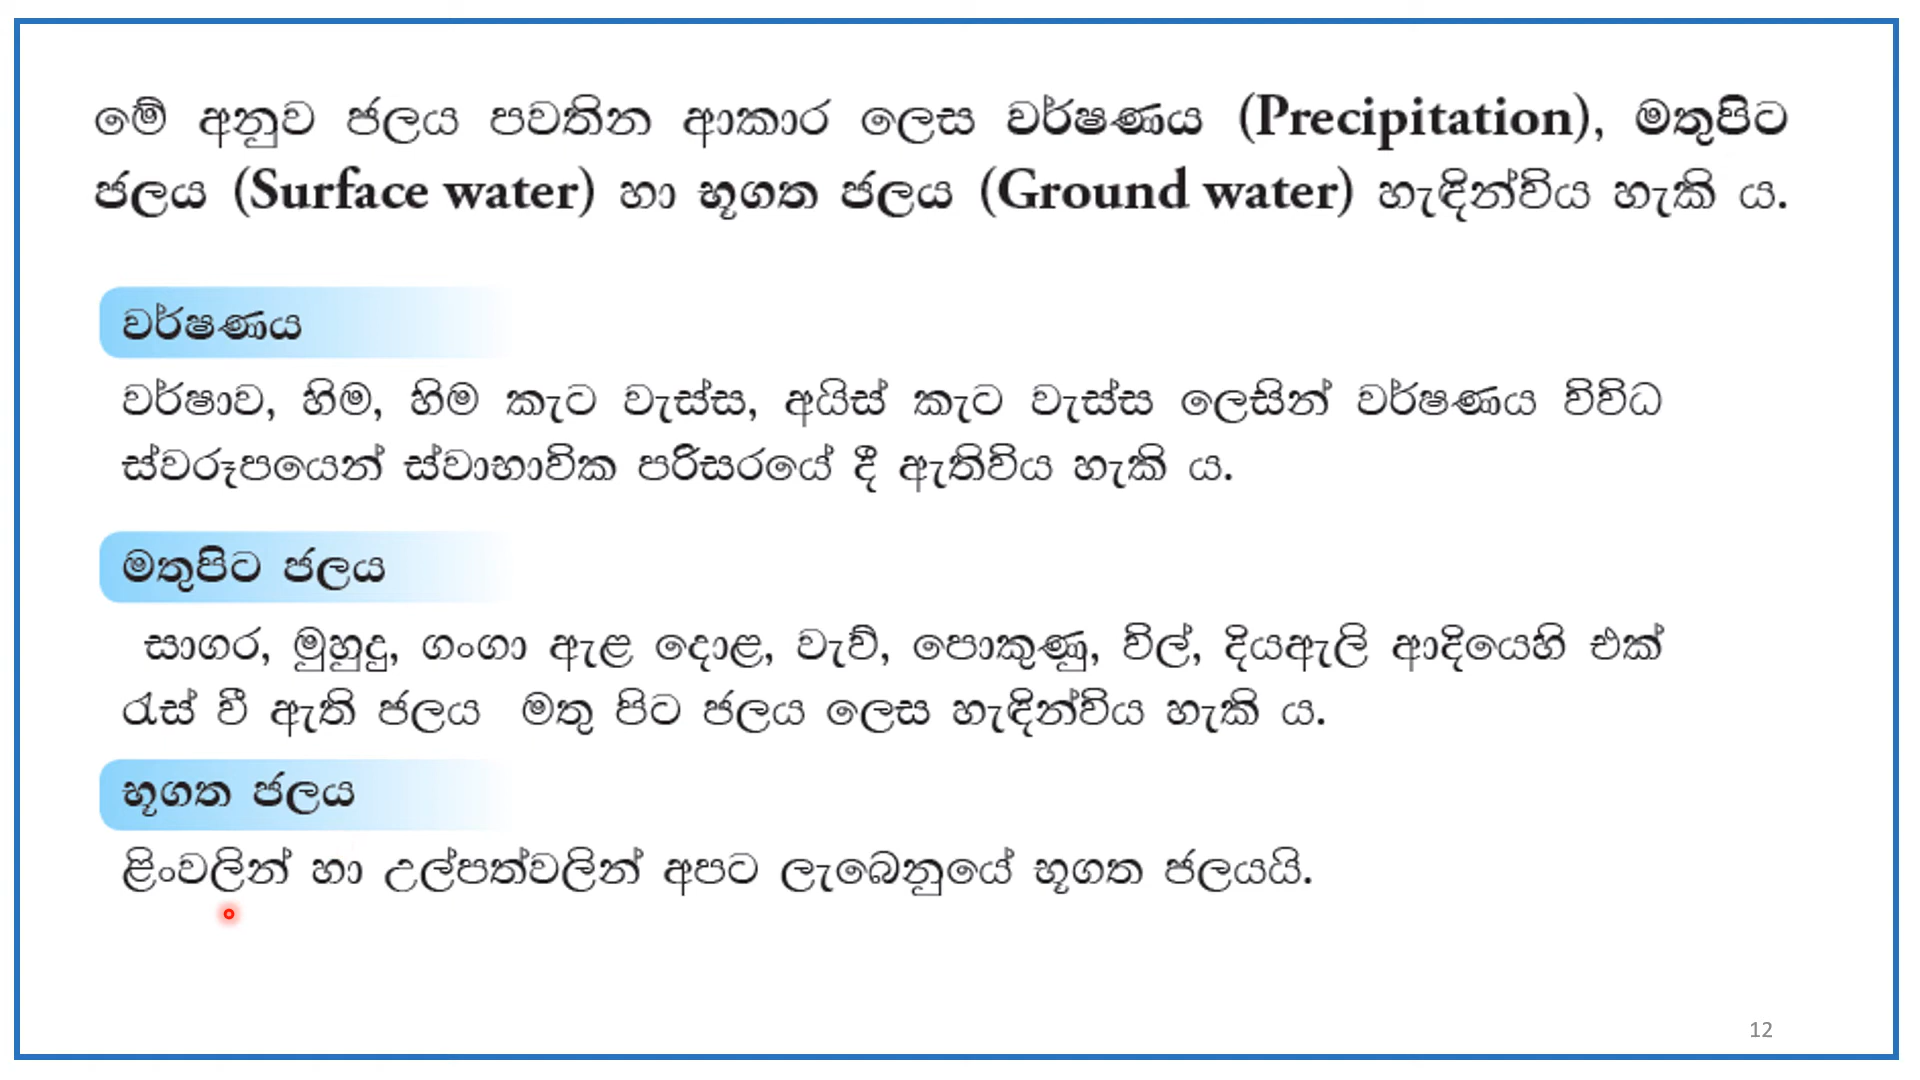 මේ අනුව ජලය පවතින ආකාර ලෙස වර්ෂණය (Precipitation), මතුපිට
ජලය (Surface water) හා භූගත ජලය (Ground water) හැඳින්විය හැකි ය.
වර්ෂණය
වර්ෂාව, හිම, හිම කැට වැස්ස, අයිස් කැට වැස්ස ලෙසින් වර්ෂණය විවිධ
ස්වරූපයෙන් ස්වාභාවික පරිසරයේ දී ඇතිවිය හැකි ය.
මතුපිට ජලය
සාගර, මුහුදු, ගංගා ඇළ දොළ, වැව්, පොකුණු, විල්, දියඇලි ආදියෙහි එක්
රැස් වී ඇති ජලය මතු පිට ජලය ලෙස හැඳින්විය හැකි ය.
භූගත ජලය
ළිංවලින් හා උල්පත්වලින් අපට ලැබෙනුයේ භූගත ජලයයි.
12